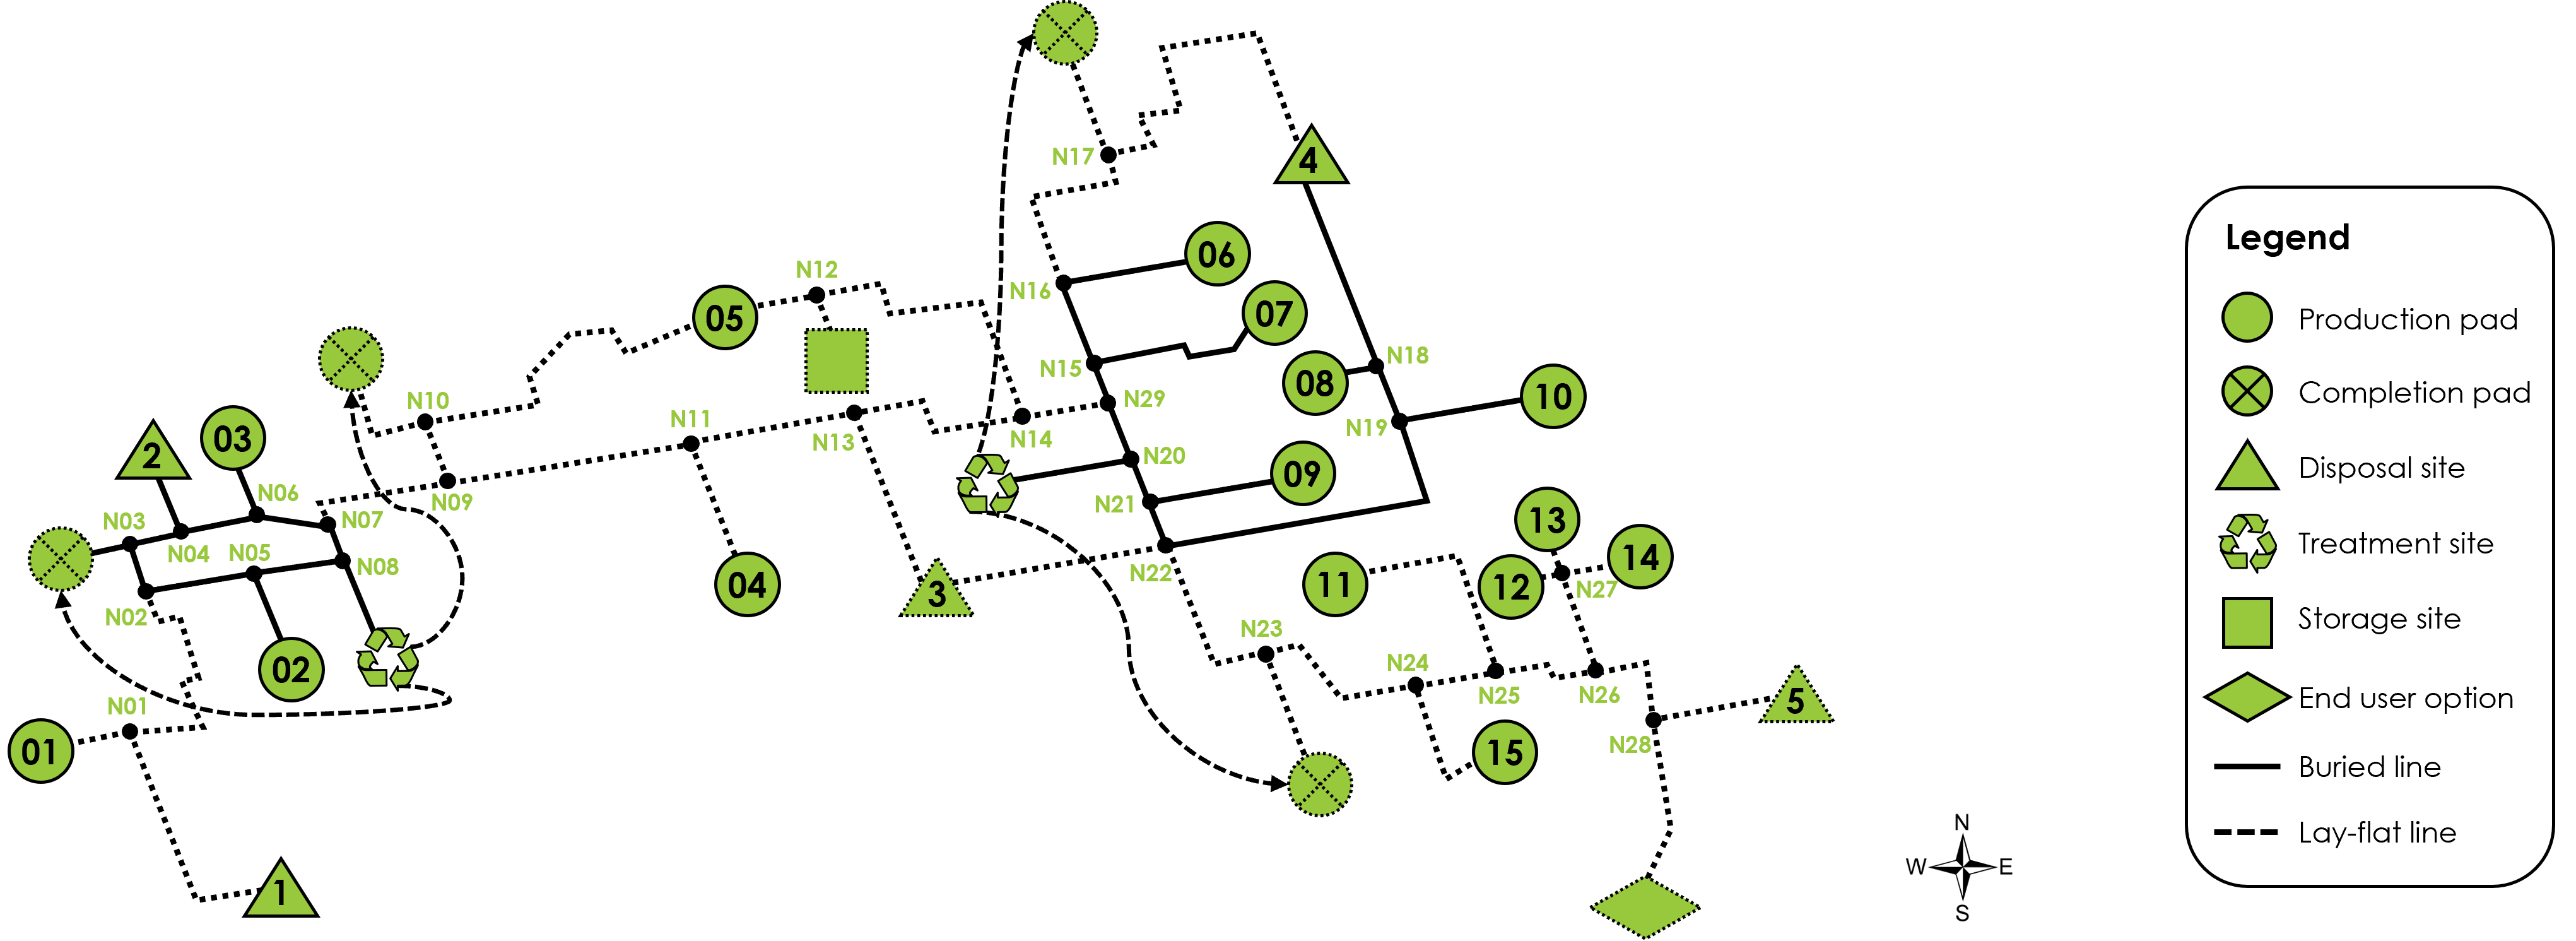 N17
4
Legend
06
N12
N16
07
Production pad
05
N15
N18
08
10
N29
Completion pad
N10
N11
N19
N13
N14
2
03
N20
09
Disposal site
N06
N09
N21
N03
N07
13
N04
N05
N08
N22
11
12
14
Treatment site
04
3
N27
N02
Storage site
N23
02
N24
N25
N26
5
End user option
N01
01
15
N28
Buried line
N
Lay-flat line
W
E
1
S